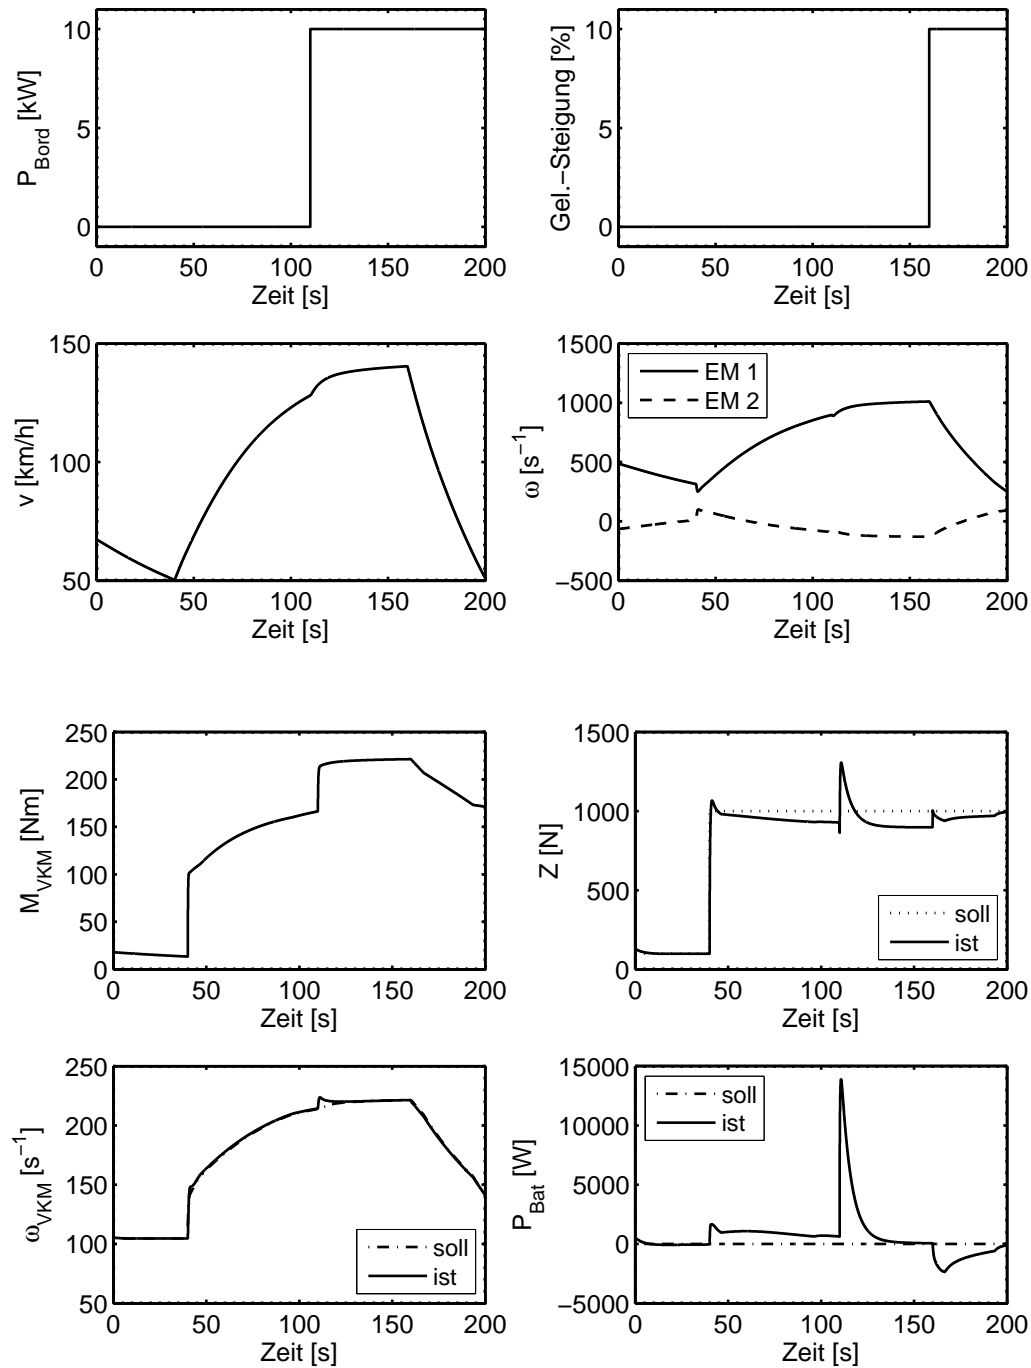 P_Bord [kW]
10
5
0
0 50 100 150 200
Zeit [s]
Gel.−Steigung [%]
10
5
0
0 50 100 150 200
Zeit [s]
v [km/h]
150
100
50
0 50 100 150 200
Zeit [s]
ω [s−1]
1000
500
0
−500
EM 1
EM 2
0 50 100 150 200
Zeit [s]
M_VKM [Nm]
250
200
150
100
50
0
0 50 100 150 200
Zeit [s]
Z [N]
1500
1000
500
0
soll
ist
0 50 100 150 200
Zeit [s]
ω_VKM [s−1]
250
200
150
100
50
soll
ist
0 50 100 150 200
Zeit [s]
P_Bat [W]
15000
10000
5000
0
−5000
soll
ist
0 50 100 150 200
Zeit [s]